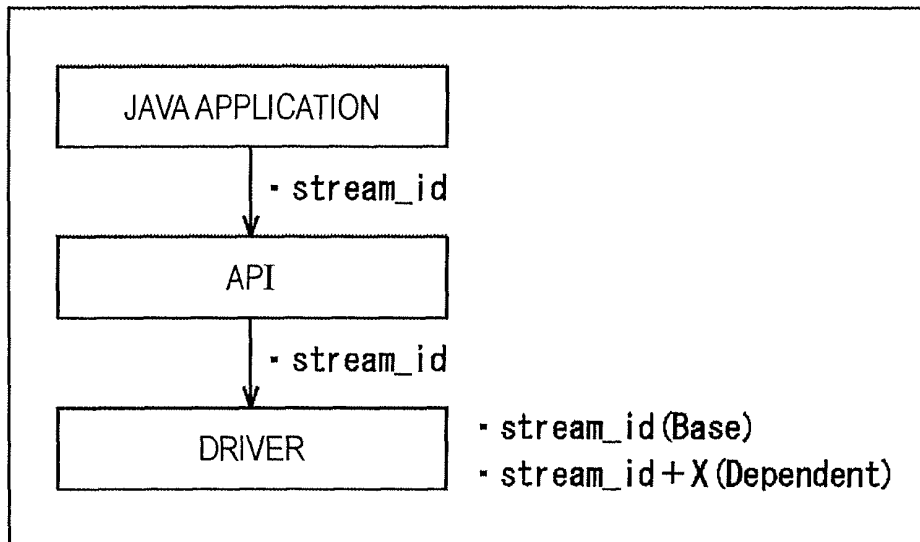 JAVA APPLICATION
▪ stream_id
API
▪ stream_id
DRIVER
▪ stream_id(Base)
▪ stream_id+X(Dependent)